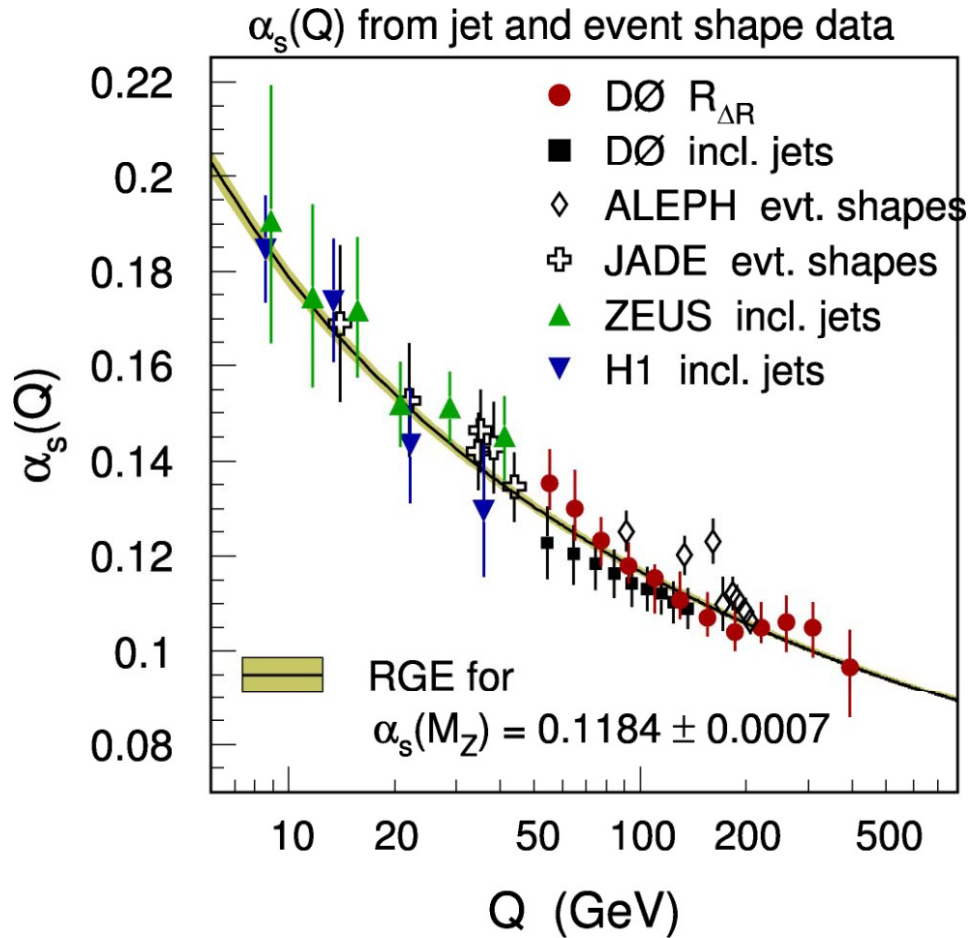 αₛ(Q) from jet and event shape data
0.22
0.2
0.18
0.16
0.14
0.12
0.1
0.08
αₛ(Q)
DØ R_ΔR
DØ incl. jets
ALEPH evt. shapes
JADE evt. shapes
ZEUS incl. jets
H1 incl. jets
RGE for
αₛ(M_Z) = 0.1184 ± 0.0007
10 20 50 100 200 500
Q (GeV)